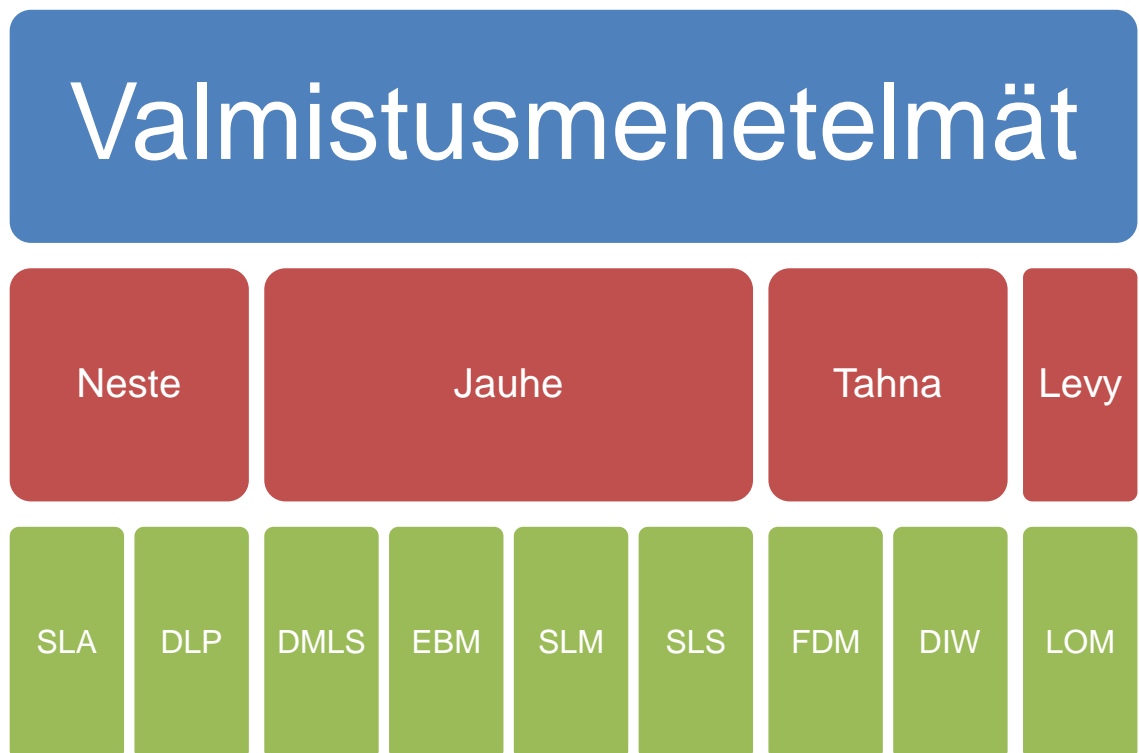 Valmistusmenetelmät
Neste
Jauhe
Tahna
Levy
SLA
DLP
DMLS
EBM
SLM
SLS
FDM
DIW
LOM